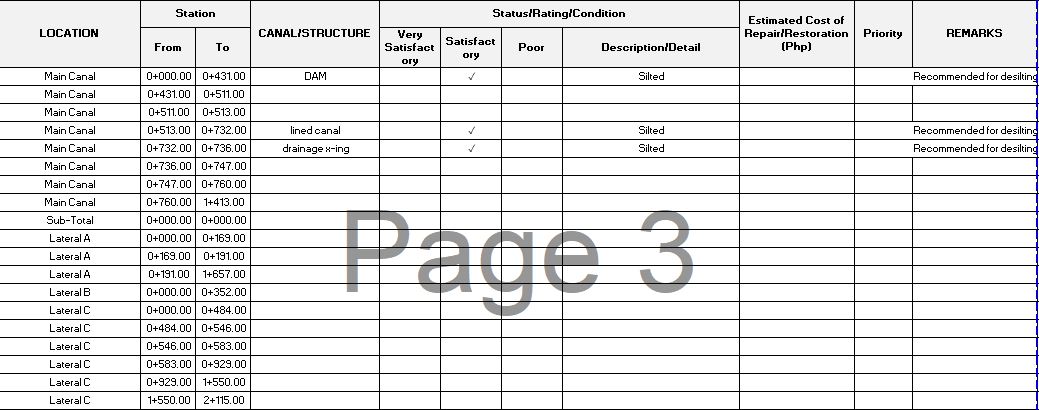 LOCATION Station CANAL/STRUCTURE Status/Rating/Condition Estimated Cost of Repair/Restoration (Php) Priority REMARKS
From To Very Satisfactory Satisfactory Poor Description/Detail
Main Canal 0+000.00 0+431.00 DAM ✓ Silted Recommended for desilting
Main Canal 0+431.00 0+511.00
Main Canal 0+511.00 0+513.00
Main Canal 0+513.00 0+732.00 lined canal ✓ Silted Recommended for desilting
Main Canal 0+732.00 0+736.00 drainage x-ing ✓ Silted Recommended for desilting
Main Canal 0+736.00 0+747.00
Main Canal 0+747.00 0+760.00
Main Canal 0+760.00 1+413.00
Sub-Total 0+000.00 0+000.00
Lateral A 0+000.00 0+169.00
Lateral A 0+169.00 0+191.00
Lateral A 0+191.00 1+657.00
Lateral B 0+000.00 0+352.00
Lateral C 0+000.00 0+484.00
Lateral C 0+484.00 0+546.00
Lateral C 0+546.00 0+583.00
Lateral C 0+583.00 0+929.00
Lateral C 0+929.00 1+550.00
Lateral C 1+550.00 2+115.00
Page 3